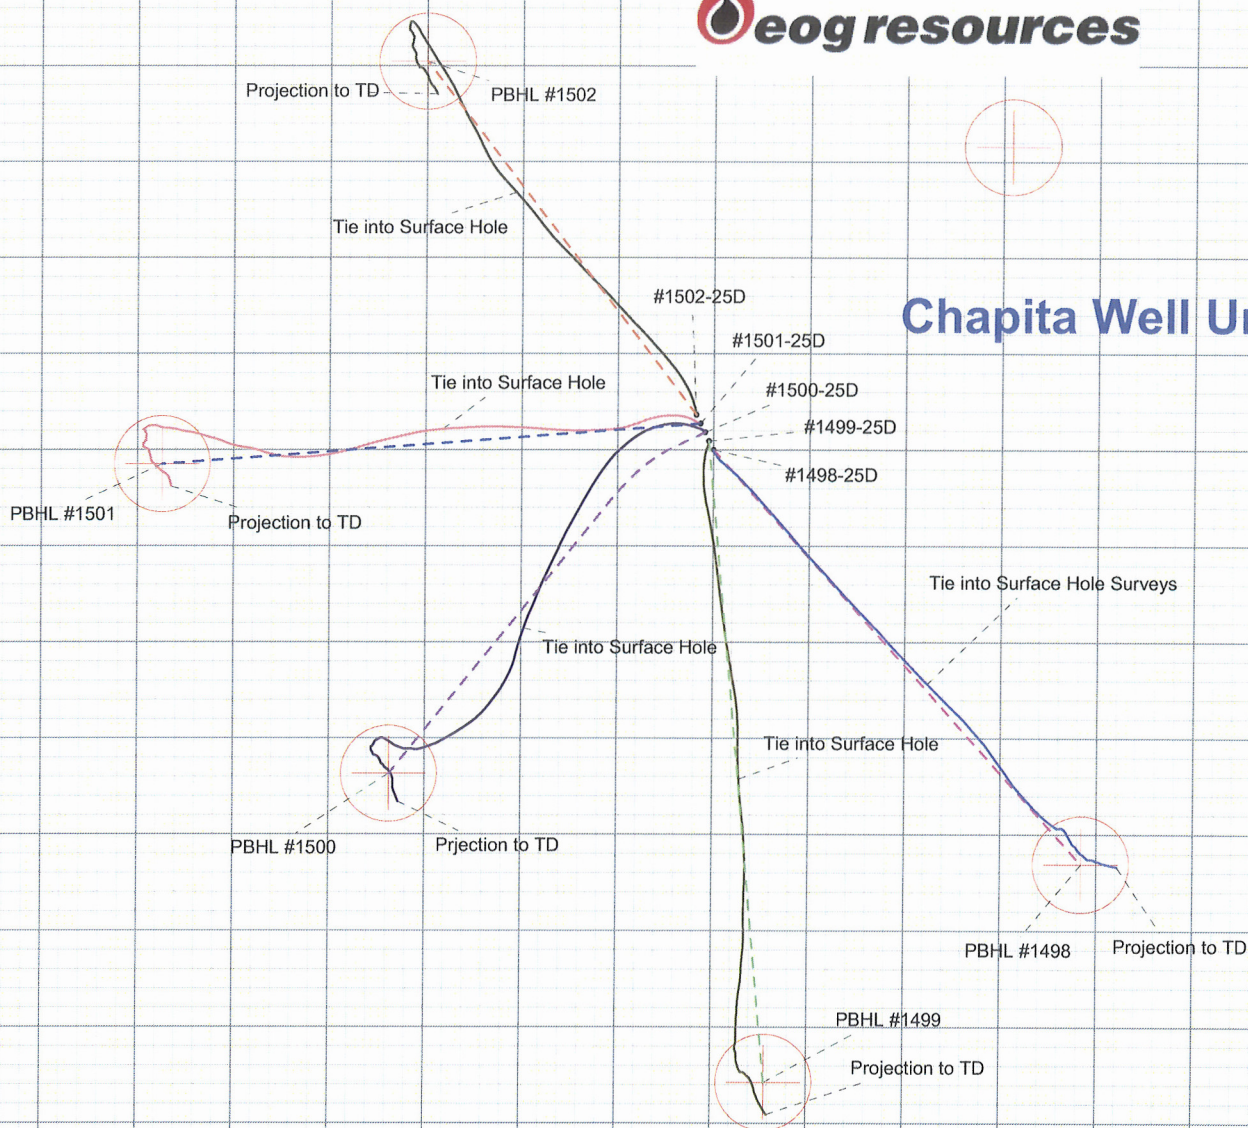 eog resources
Projection to TD
PBHL #1502
Tie into Surface Hole
#1502-25D
Chapita Well
#1501-25D
Tie into Surface Hole
#1500-25D
#1499-25D
#1498-25D
PBHL #1501
Projection to TD
Tie into Surface Hole Surveys
Tie into Surface Hole
Tie into Surface Hole
PBHL #1500
Prjection to TD
PBHL #1498
Projection to TD
PBHL #1499
Projection to TD